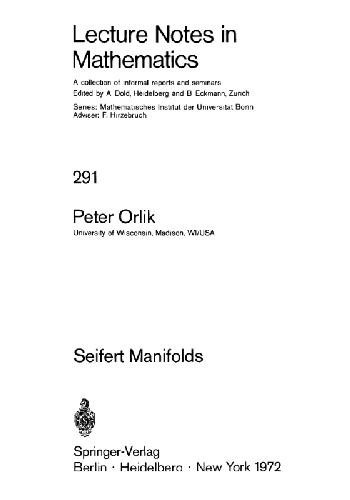 Lecture Notes in
Mathematics
A collection of informal reports and seminars
Edited by A. Dold, Heidelberg and B. Eckmann, Zürich
Series: Mathematisches Institut der Universität Bonn
Adviser: F. Hirzebruch
291
Peter Orlik
University of Wisconsin, Madison, WI/USA
Seifert Manifolds
Springer-Verlag
Berlin · Heidelberg · New York 1972